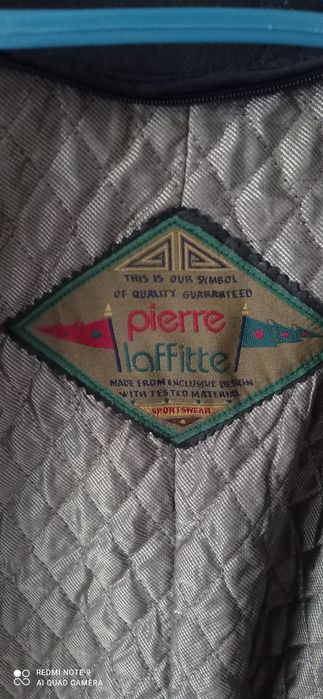 THIS IS OUR SYMBOL
OF QUALITY GUARANTEED
pierre
laffitte
MADE FROM EXCLUSIVE DESIGN
WITH TESTED MATERIAL
SPORTSWEAR
REDMI NOTE 9
AI QUAD CAMERA